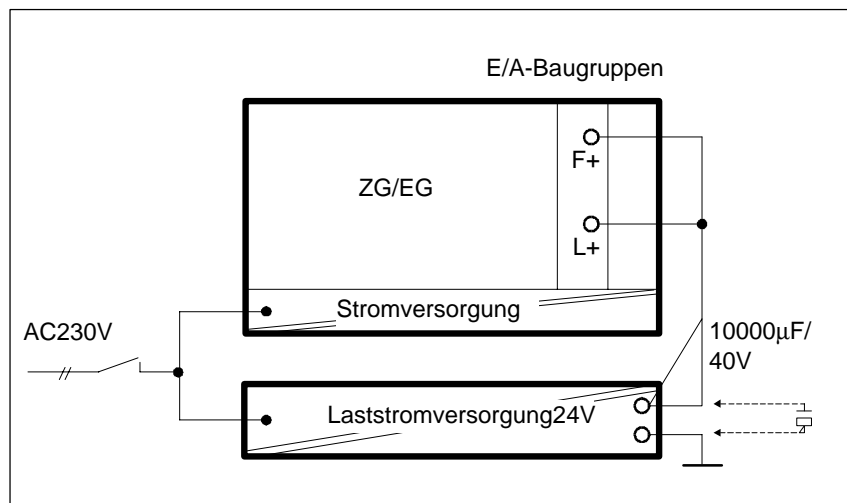 E/A-Baugruppen
F+
ZG/EG
L+
Stromversorgung
AC230V
10000µF/
40V
Laststromversorgung24V